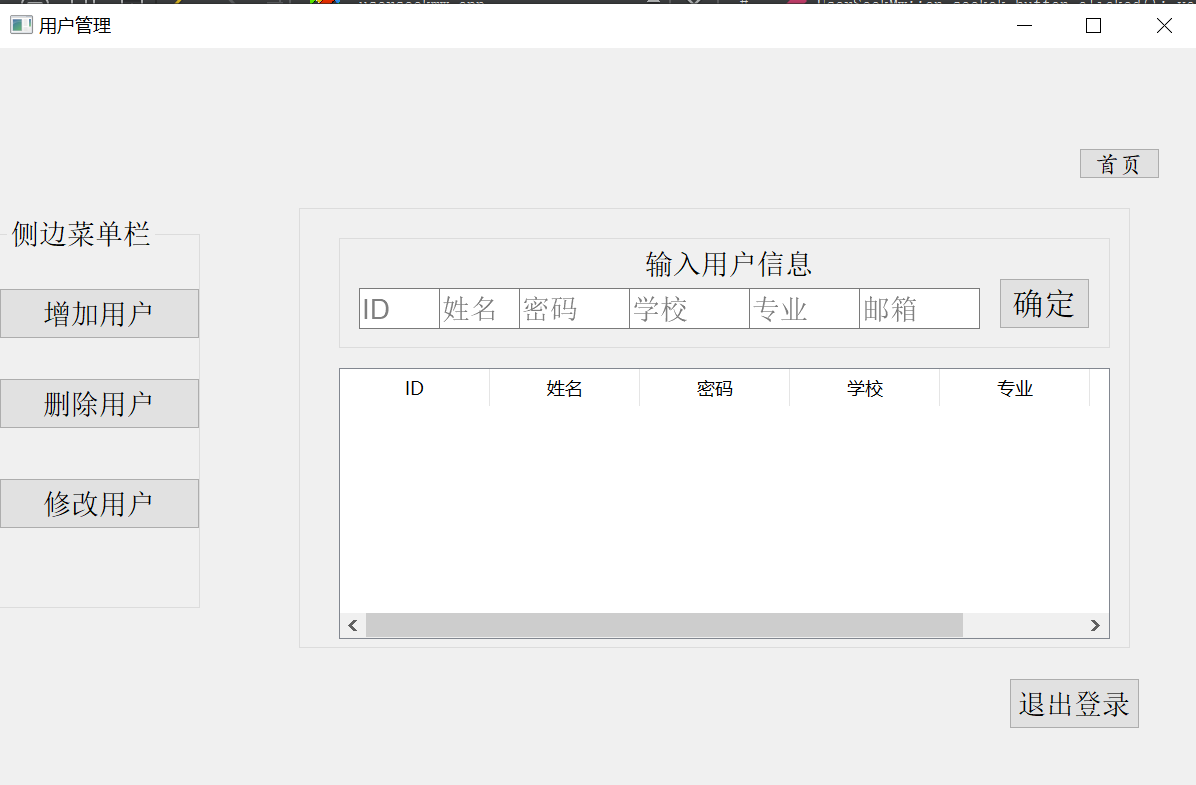 用户管理
首页
侧边菜单栏
增加用户
删除用户
修改用户
输入用户信息
ID 姓名 密码 学校 专业 邮箱
确定
ID 姓名 密码 学校 专业
退出登录